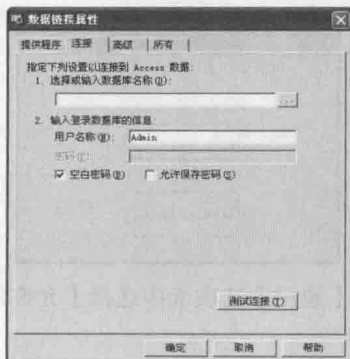 数据链接属性
提供程序 连接 高级 所有
指定下列设置以连接到 Access 数据:
1. 选择或输入数据库名称(D):
...
2. 输入登录数据库的信息:
用户名称(N): Admin
密码(P):
空白密码(B) 允许保存密码(S)
测试连接(T)
确定 取消 帮助